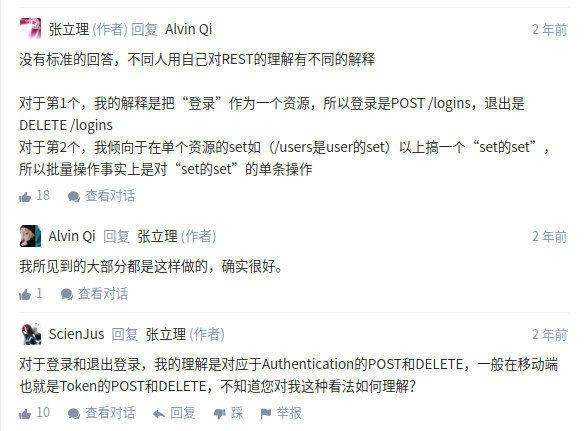 张立理 (作者) 回复 Alvin Qi 2 年前
没有标准的回答，不同人用自己对REST的理解有不同的解释
对于第1个，我的解释是把“登录”作为一个资源，所以登录是POST /logins，退出是
DELETE /logins
对于第2个，我倾向于在单个资源的set如（/users是user的set）以上搞一个“set的set”，
所以批量操作事实上是对“set的set”的单条操作
18 查看对话
Alvin Qi 回复 张立理 (作者) 2 年前
我所见到的大部分都是这样做的，确实很好。
1 查看对话
ScienJus 回复 张立理 (作者) 2 年前
对于登录和退出登录，我的理解是对应于Authentication的POST和DELETE，一般在移动端
也就是Token的POST和DELETE，不知道您对我这种看法如何理解？
10 查看对话 回复 踩 举报